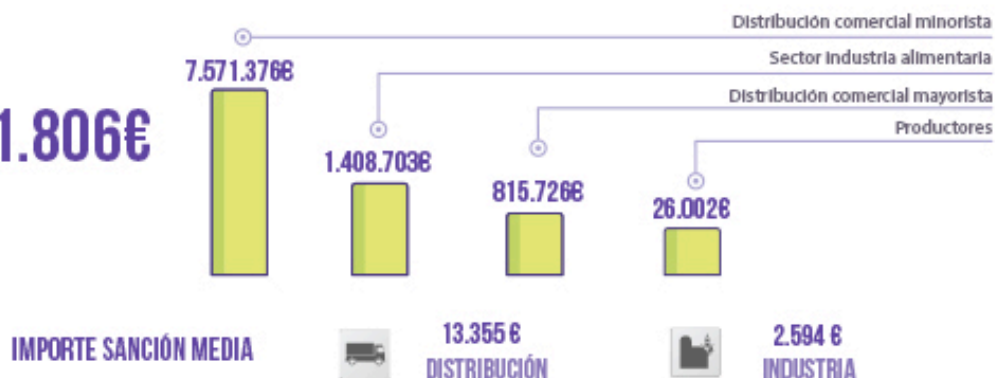 Distribución comercial minorista
Sector industria alimentaria
Distribución comercial mayorista
Productores
7.571.376€
1.806€
1.408.703€
815.726€
26.002€
IMPORTE SANCIÓN MEDIA
13.355 €
DISTRIBUCIÓN
2.594 €
INDUSTRIA